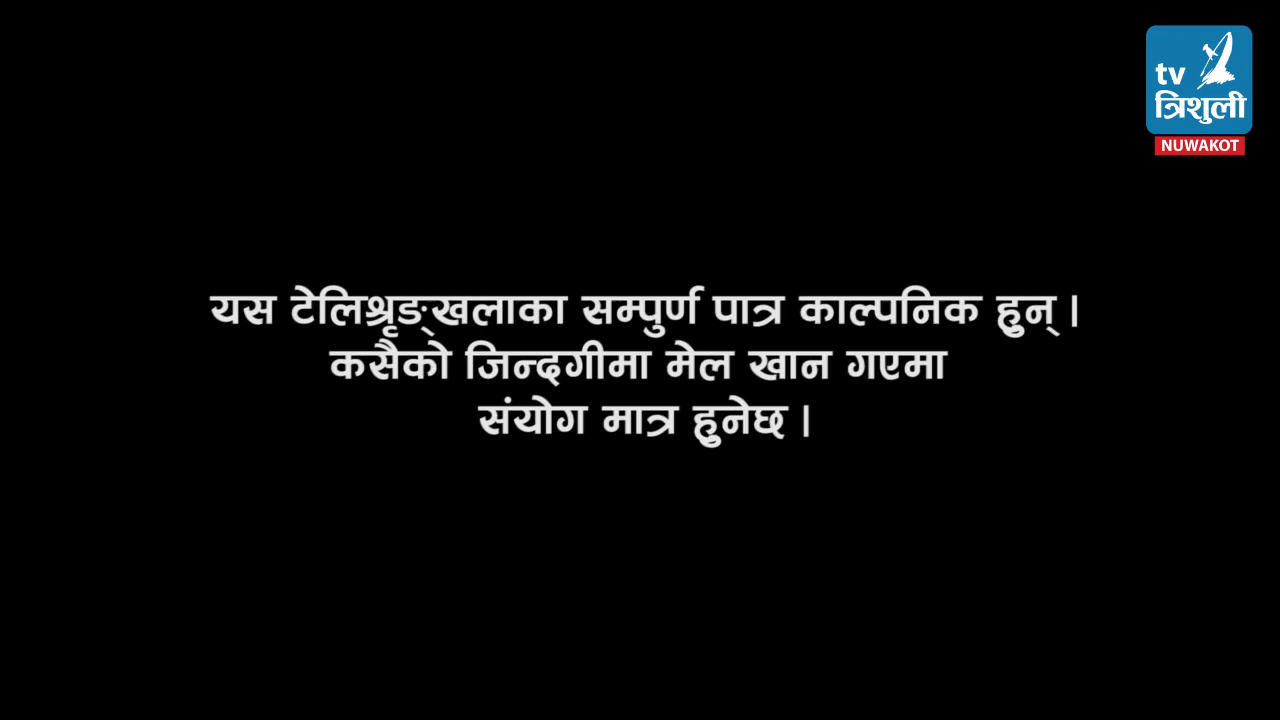 tv
त्रिशुली
NUWAKOT
यस टेलिश्रृङ्खलाका सम्पुर्ण पात्र काल्पनिक हुन् ।
कसैको जिन्दगीमा मेल खान गएमा
संयोग मात्र हुनेछ ।